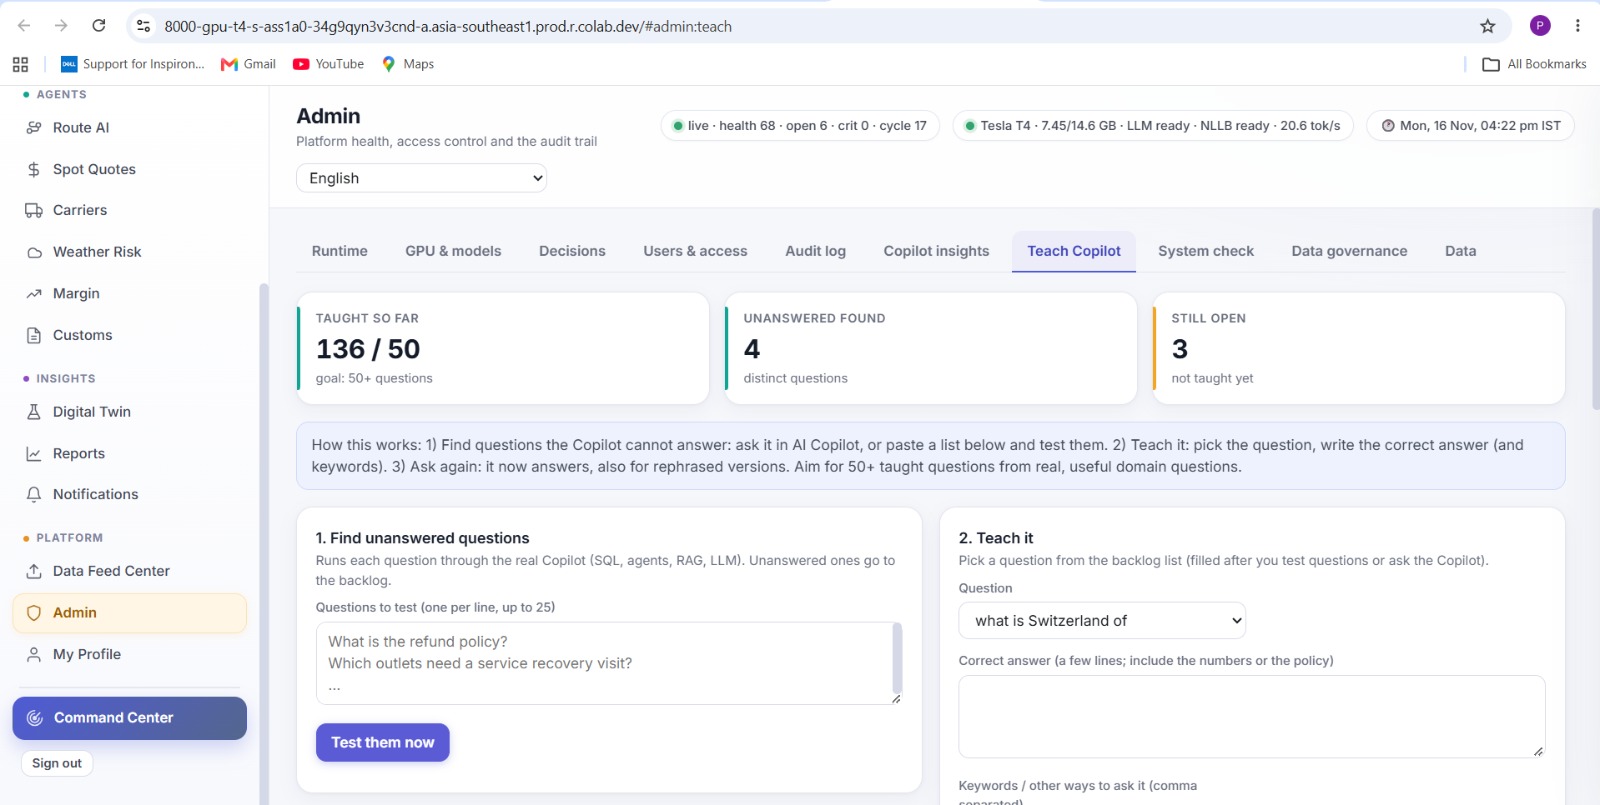 8000-gpu-t4-s-ass1a0-34g9qyn3v3cnd-a.asia-southeast1.prod.r.colab.dev/#admin:teach
P
DELL Support for Inspiron...
Gmail
YouTube
Maps
All Bookmarks
AGENTS
Route AI
Spot Quotes
Carriers
Weather Risk
Margin
Customs
INSIGHTS
Digital Twin
Reports
Notifications
PLATFORM
Data Feed Center
Admin
My Profile
Command Center
Sign out
Admin
Platform health, access control and the audit trail
live · health 68 · open 6 · crit 0 · cycle 17
Tesla T4 · 7.45/14.6 GB · LLM ready · NLLB ready · 20.6 tok/s
Mon, 16 Nov, 04:22 pm IST
English
Runtime
GPU & models
Decisions
Users & access
Audit log
Copilot insights
Teach Copilot
System check
Data governance
Data
TAUGHT SO FAR
136 / 50
goal: 50+ questions
UNANSWERED FOUND
4
distinct questions
STILL OPEN
3
not taught yet
How this works: 1) Find questions the Copilot cannot answer: ask it in AI Copilot, or paste a list below and test them. 2) Teach it: pick the question, write the correct answer (and
keywords). 3) Ask again: it now answers, also for rephrased versions. Aim for 50+ taught questions from real, useful domain questions.
1. Find unanswered questions
Runs each question through the real Copilot (SQL, agents, RAG, LLM). Unanswered ones go to
the backlog.
Questions to test (one per line, up to 25)
What is the refund policy?
Which outlets need a service recovery visit?
...
Test them now
2. Teach it
Pick a question from the backlog list (filled after you test questions or ask the Copilot).
Question
what is Switzerland of
Correct answer (a few lines; include the numbers or the policy)
Keywords / other ways to ask it (comma
separated)